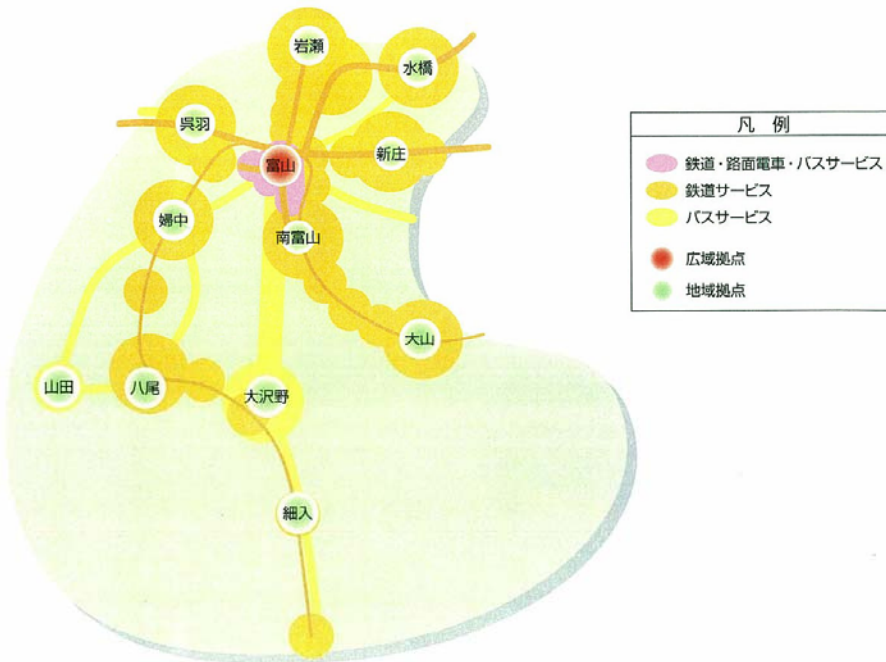 岩瀬
水橋
呉羽
富山
新庄
婦中
南富山
大山
山田
八尾
大沢野
細入
凡 例
鉄道・路面電車・バスサービス
鉄道サービス
バスサービス
広域拠点
地域拠点